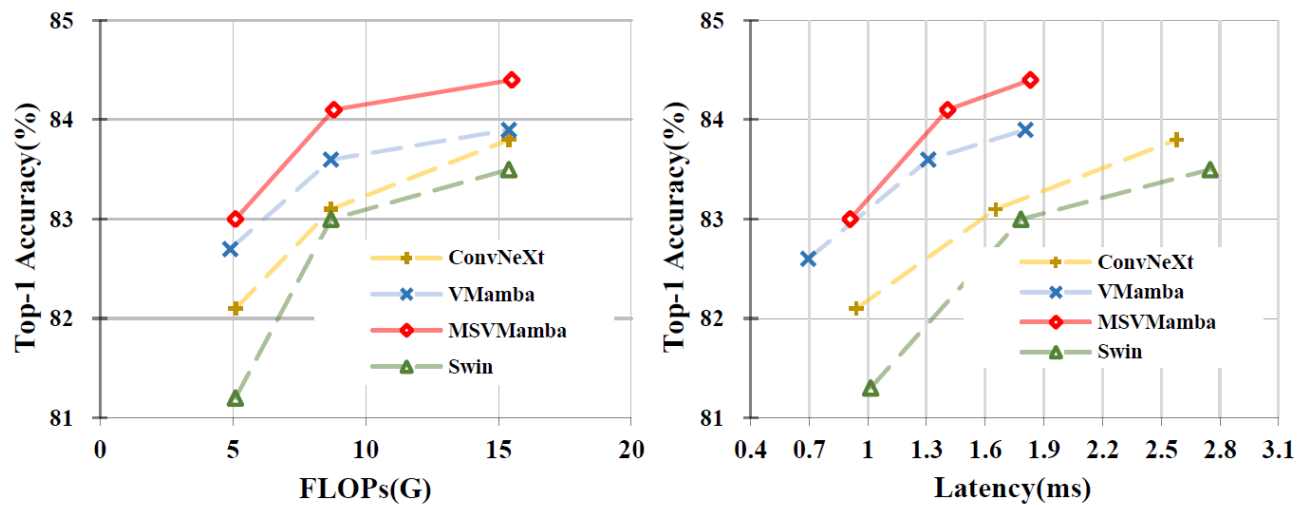 Top-1 Accuracy(%)
85
84
83
82
81
0 5 10 15 20
FLOPs(G)
ConvNeXt
VMamba
MSVMamba
Swin
Top-1 Accuracy(%)
85
84
83
82
81
0.4 0.7 1 1.3 1.6 1.9 2.2 2.5 2.8 3.1
Latency(ms)
ConvNeXt
VMamba
MSVMamba
Swin